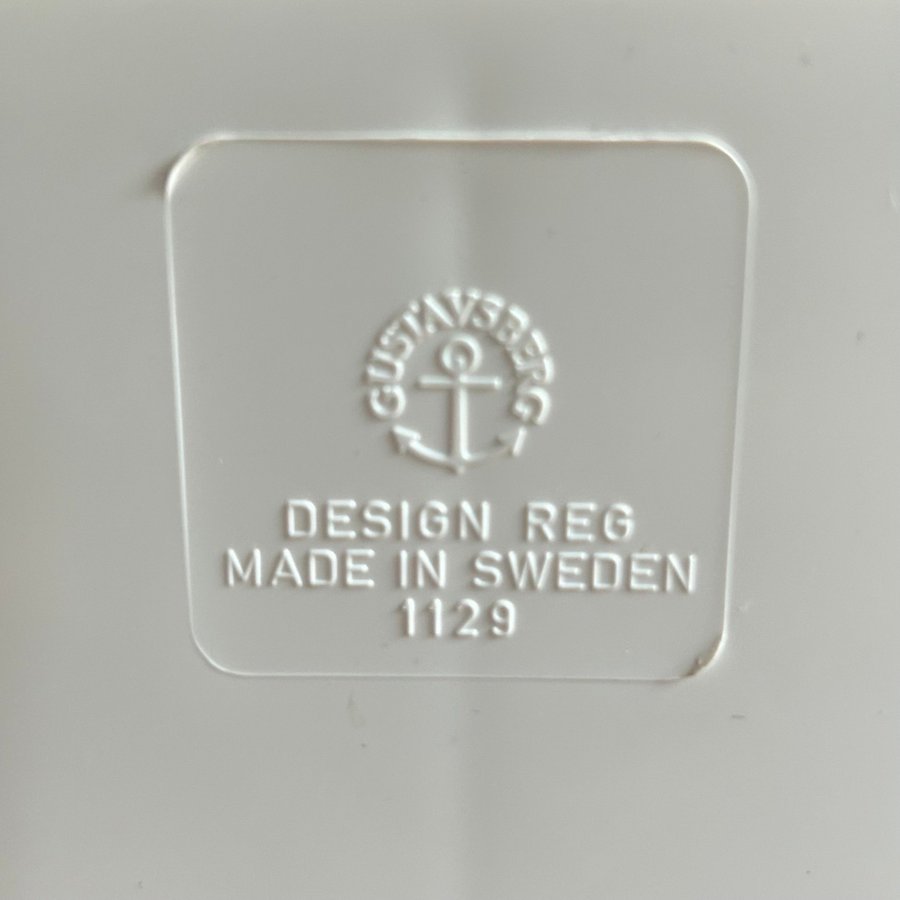 GUSTAVSBERG
DESIGN REG
MADE IN SWEDEN
1129